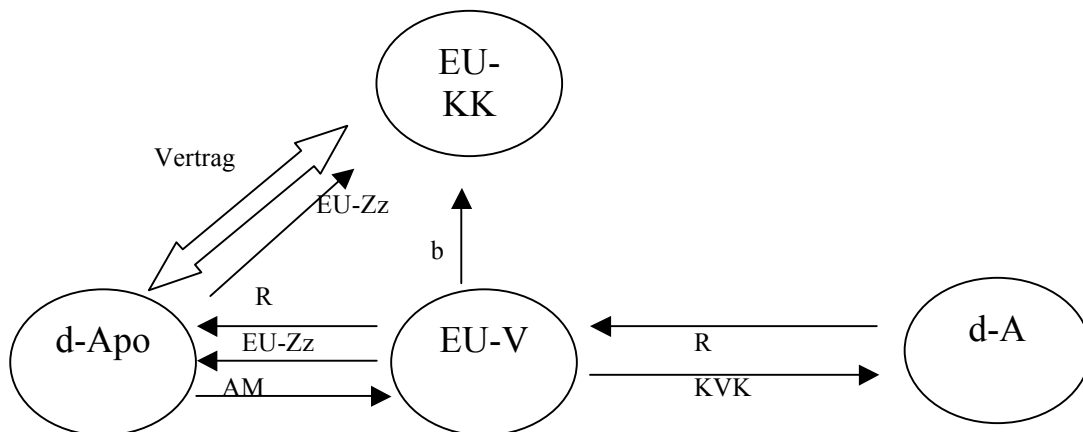 EU-
KK
Vertrag
EU-Zz
b
R
d-Apo
EU-Zz
AM
EU-V
R
KVK
d-A